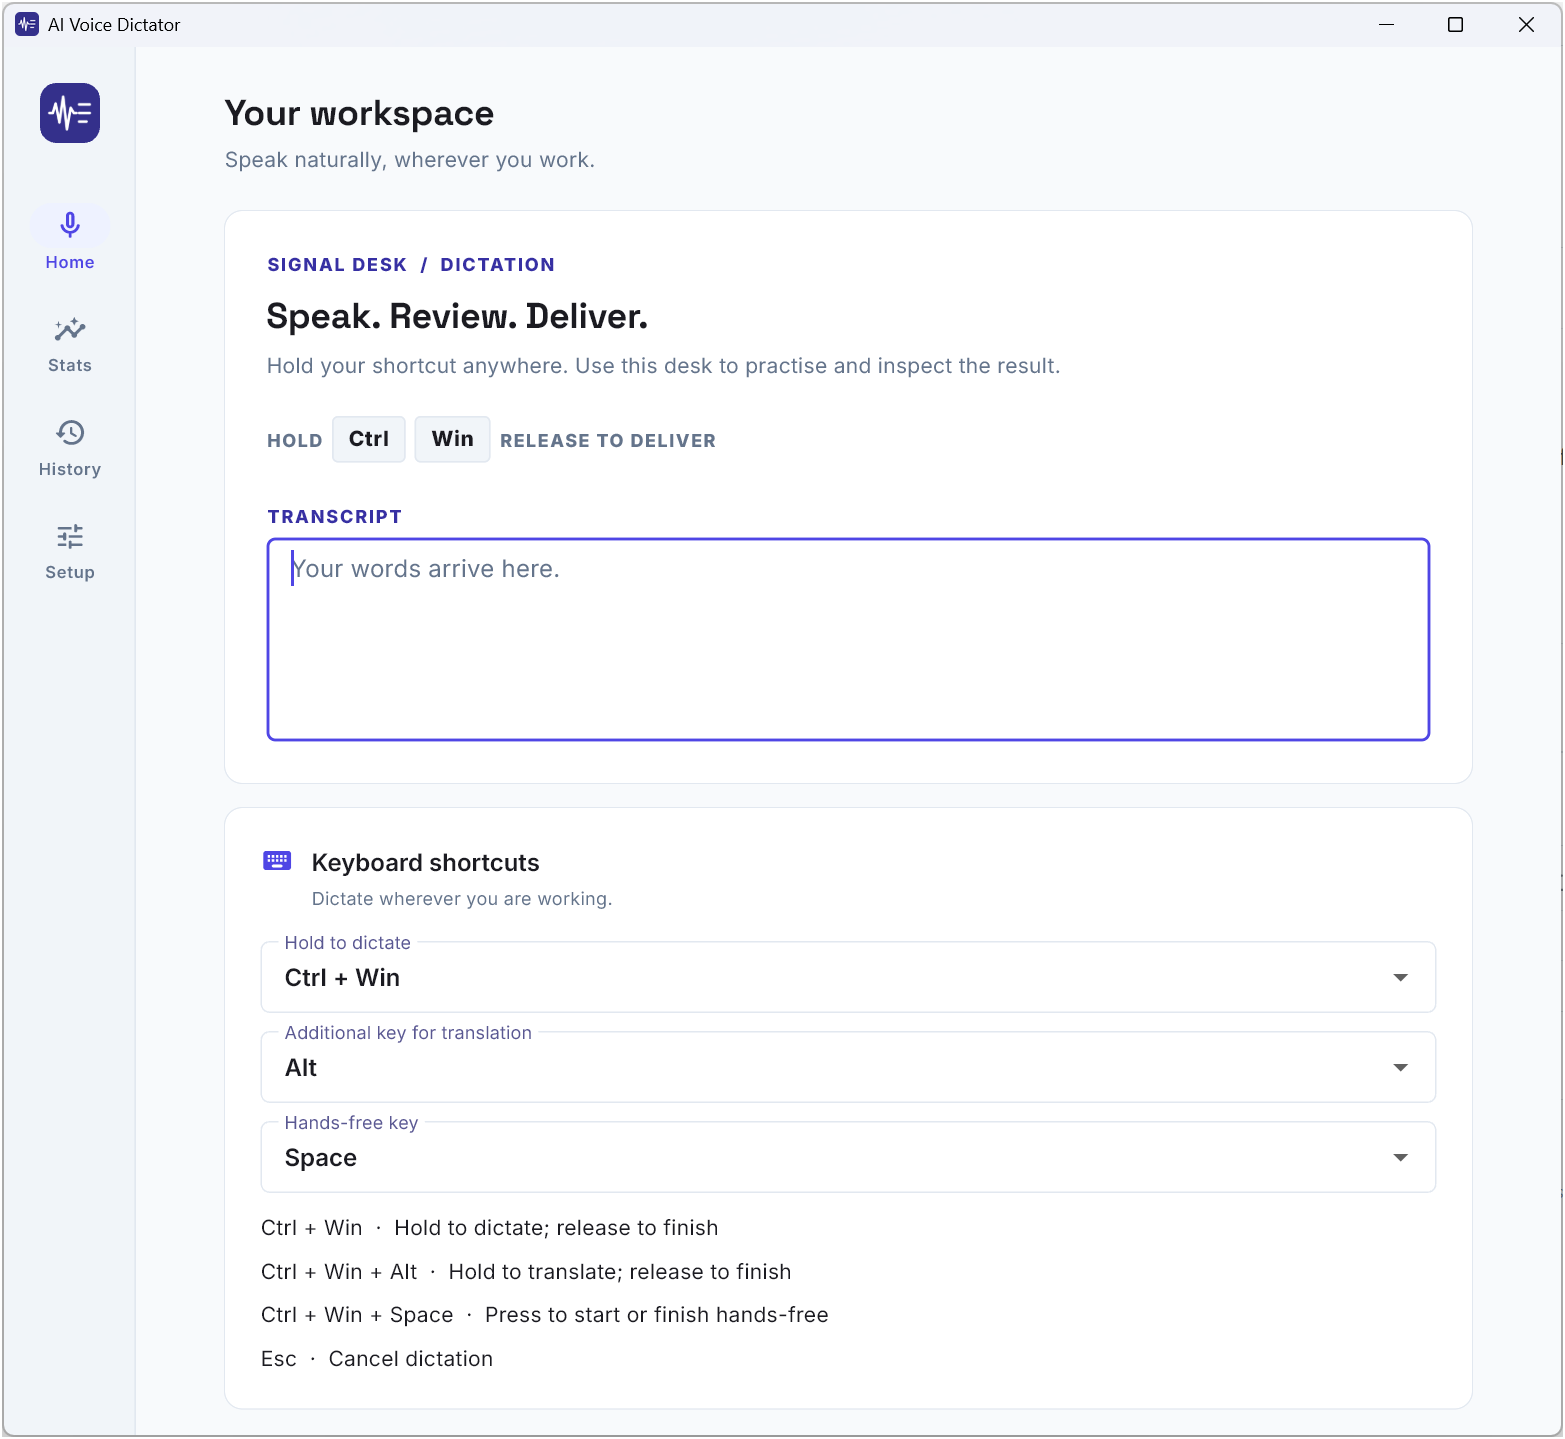 AI Voice Dictator
Your workspace
Speak naturally, wherever you work.
Home
Stats
History
Setup
SIGNAL DESK / DICTATION
Speak. Review. Deliver.
Hold your shortcut anywhere. Use this desk to practise and inspect the result.
HOLD Ctrl Win RELEASE TO DELIVER
TRANSCRIPT
Your words arrive here.
Keyboard shortcuts
Dictate wherever you are working.
Hold to dictate
Ctrl + Win
Additional key for translation
Alt
Hands-free key
Space
Ctrl + Win · Hold to dictate; release to finish
Ctrl + Win + Alt · Hold to translate; release to finish
Ctrl + Win + Space · Press to start or finish hands-free
Esc · Cancel dictation